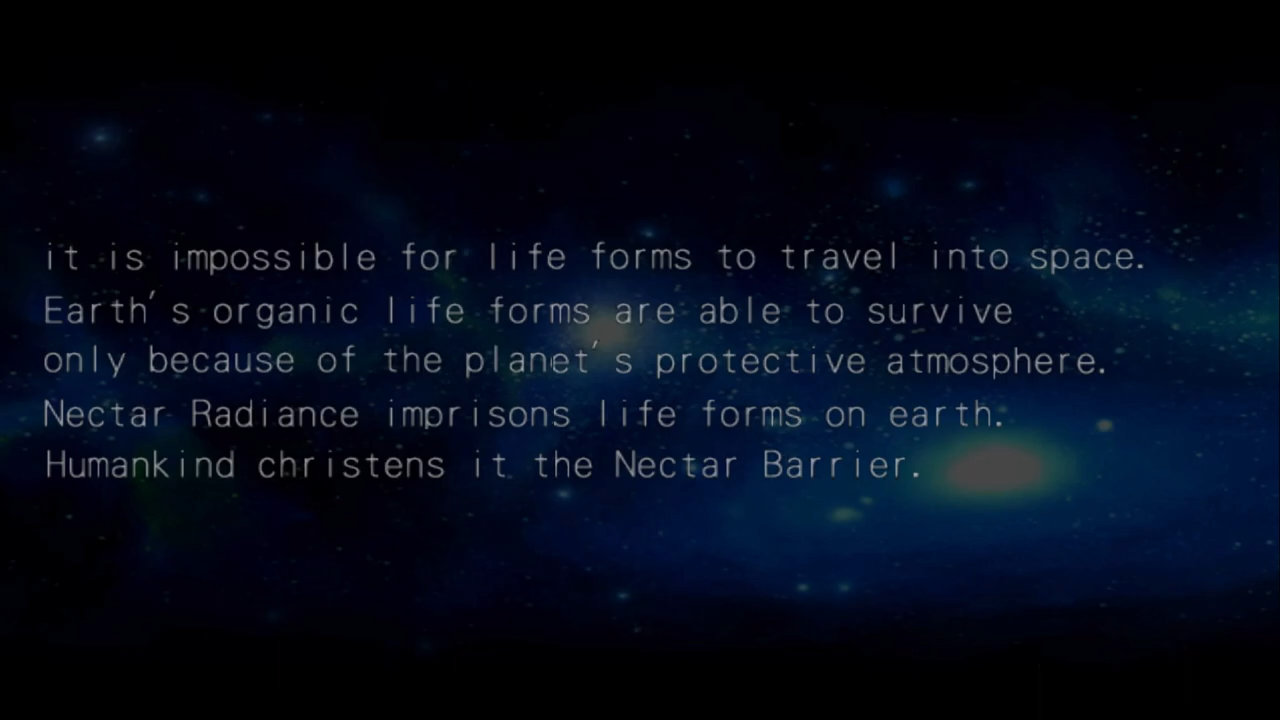 it is impossible for life forms to travel into space.
Earth's organic life forms are able to survive
only because of the planet's protective atmosphere.
Nectar Radiance imprisons life forms on earth.
Humankind christens it the Nectar Barrier.